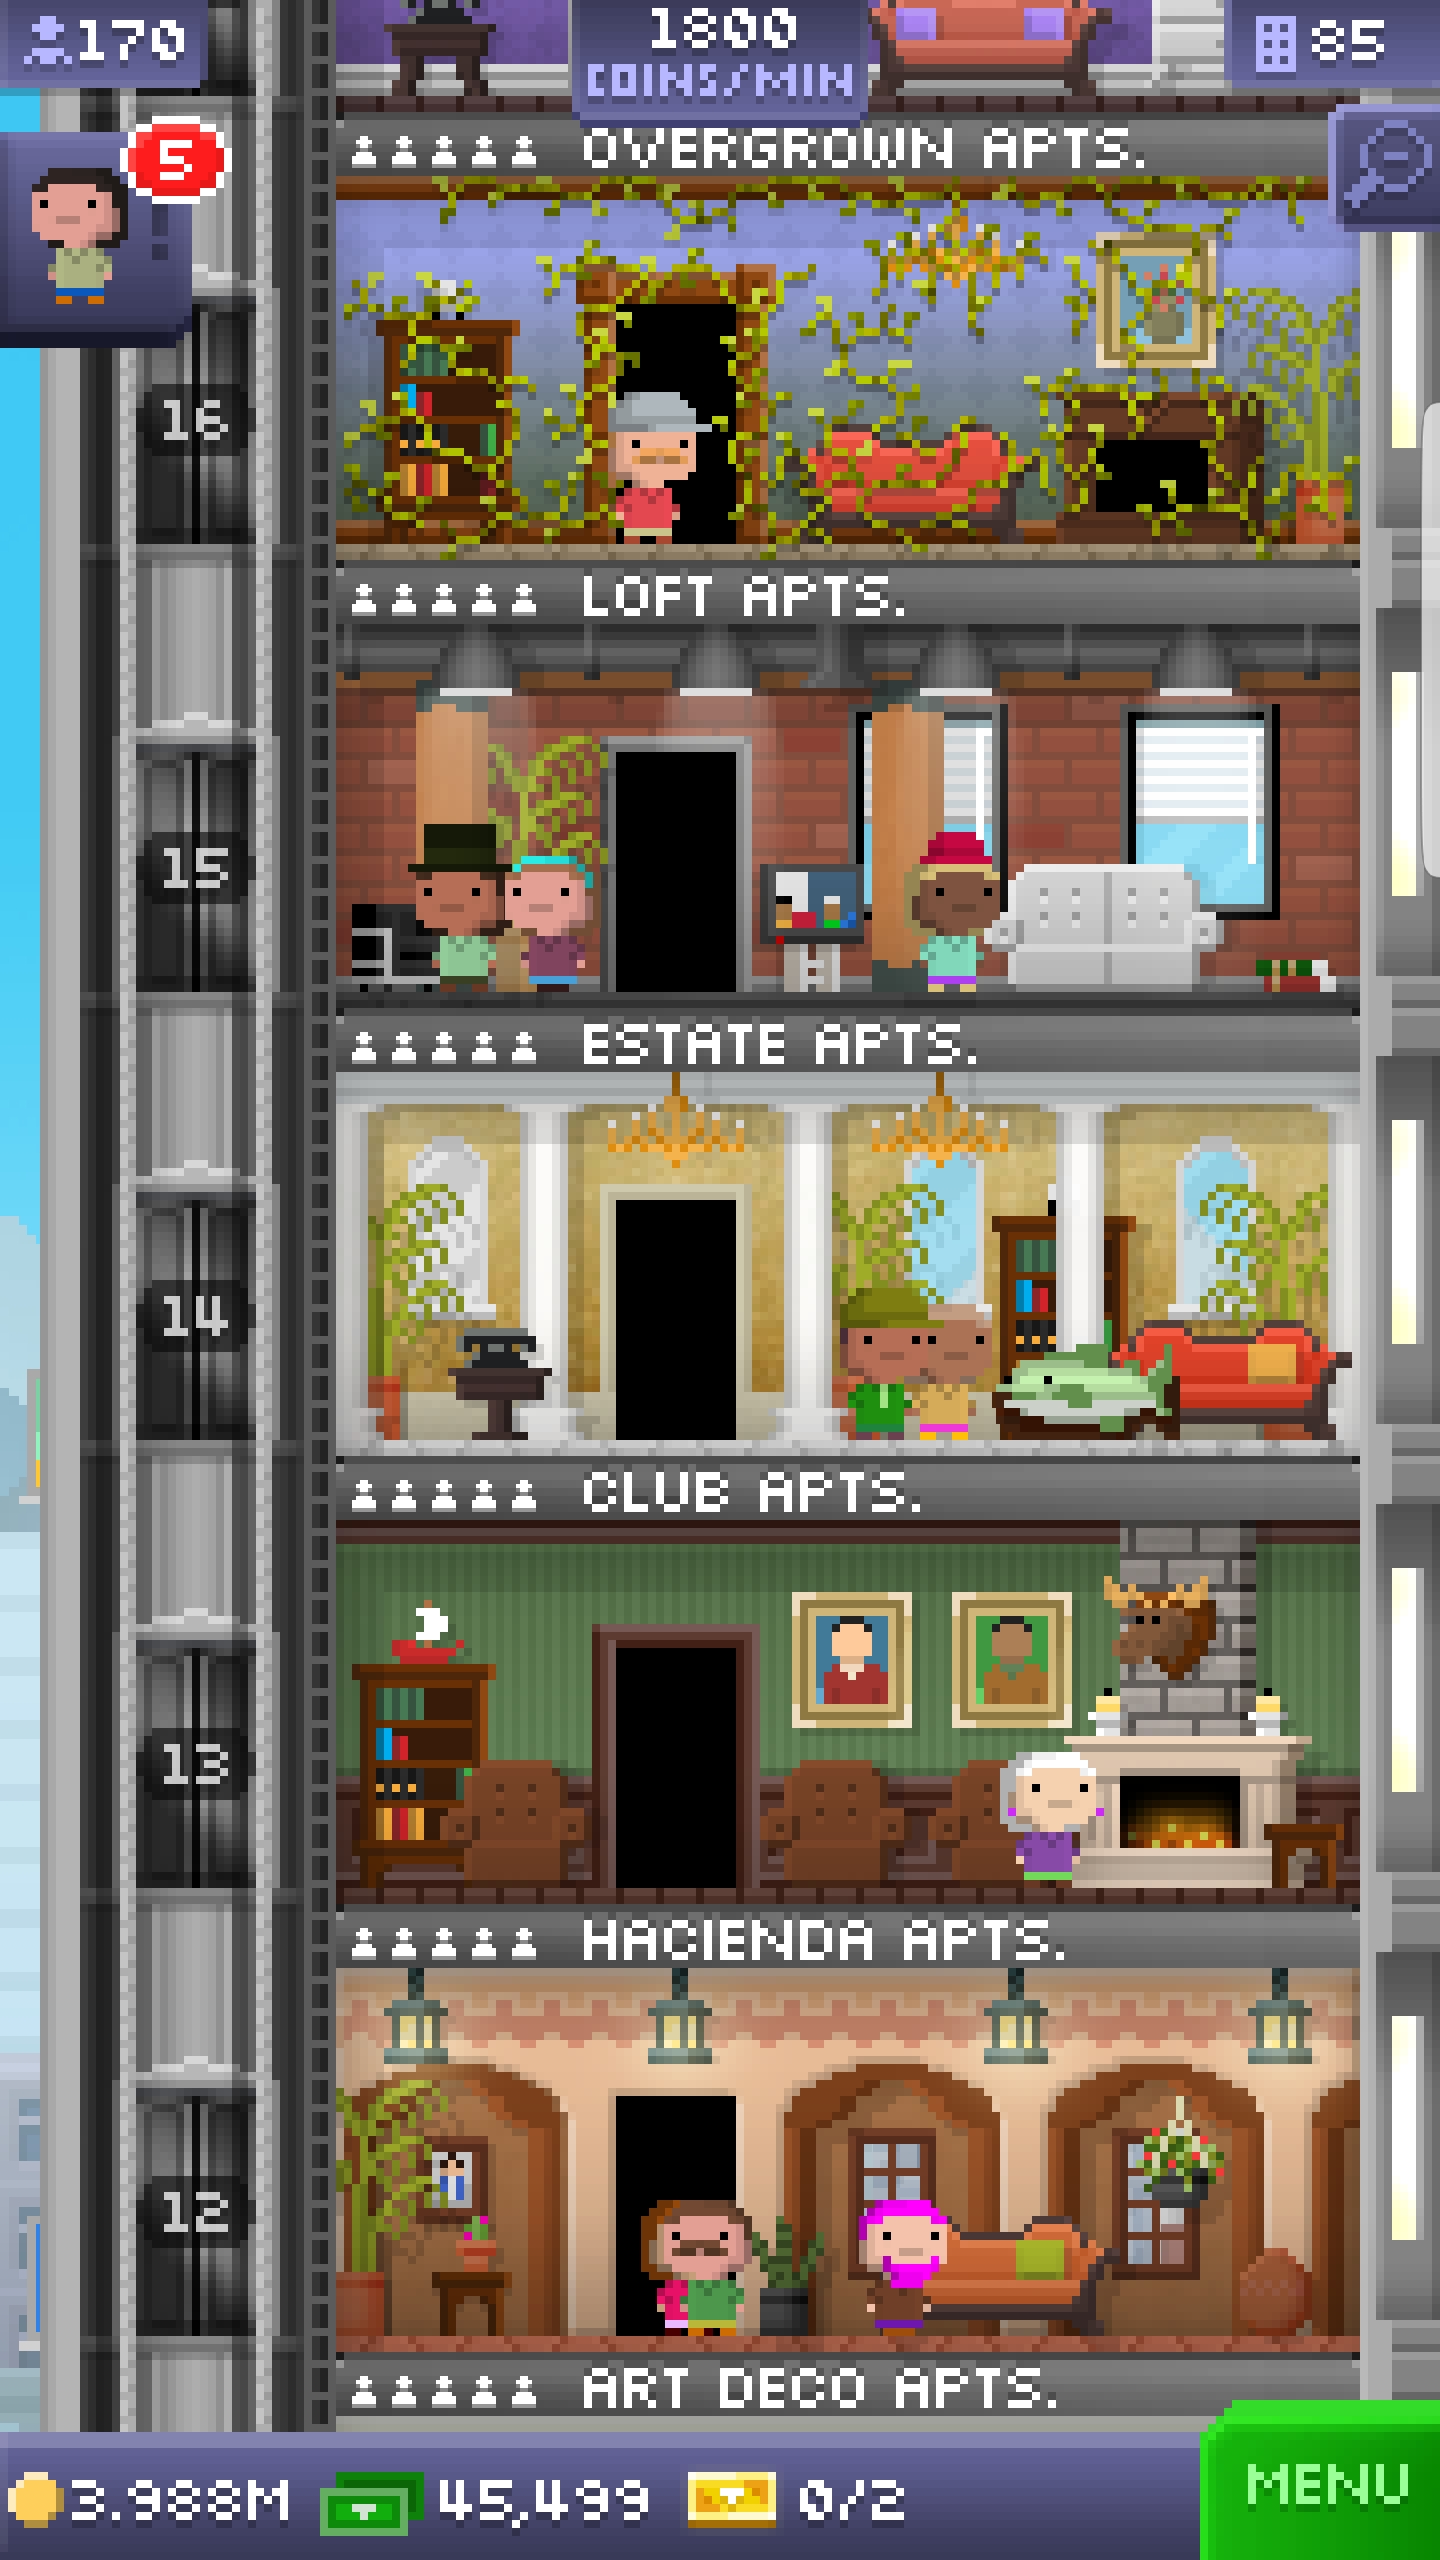 170
1800
COINS/MIN
85
5
OVERGROWN APTS.
16
LOFT APTS.
15
ESTATE APTS.
14
CLUB APTS.
13
HACIENDA APTS.
12
ART DECO APTS.
3.988M
45,499
0/2
MENU